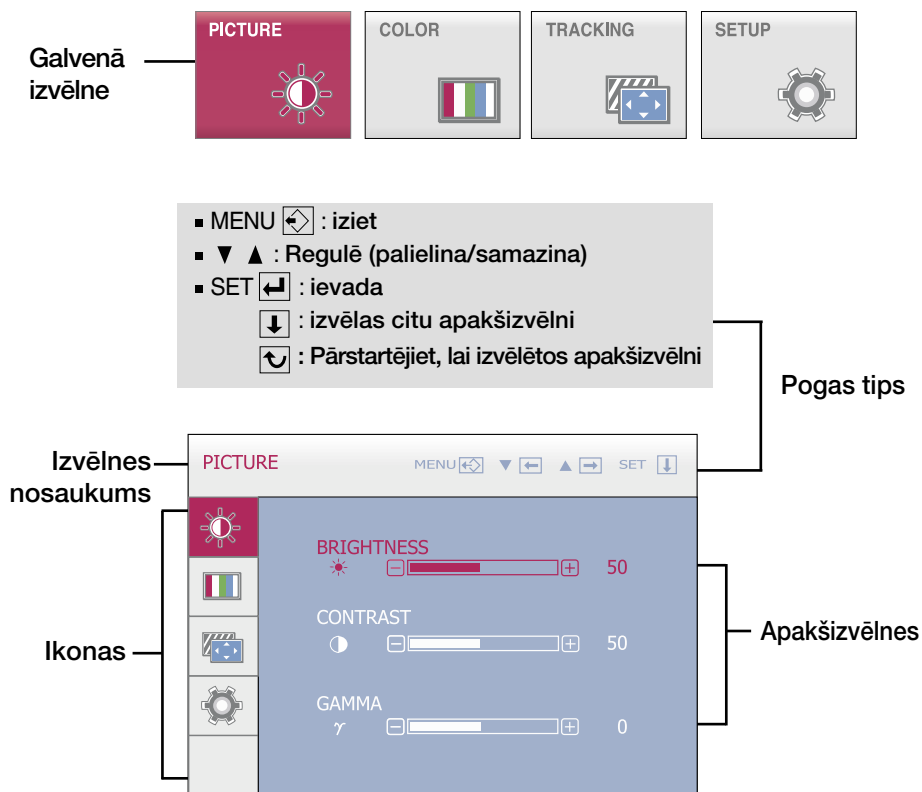 PICTURE
COLOR
TRACKING
SETUP
Galvenā
izvēlne
MENU : iziet
▼ ▲ : Regulē (palielina/samazina)
SET : ievada
: izvēlas citu apakšizvēlni
: Pārstartējiet, lai izvēlētos apakšizvēlni
Pogas tips
Izvēlnes
nosaukums
PICTURE MENU ▼ ▲ SET
BRIGHTNESS
50
CONTRAST
50
GAMMA
γ 0
Ikonas
Apakšizvēlnes